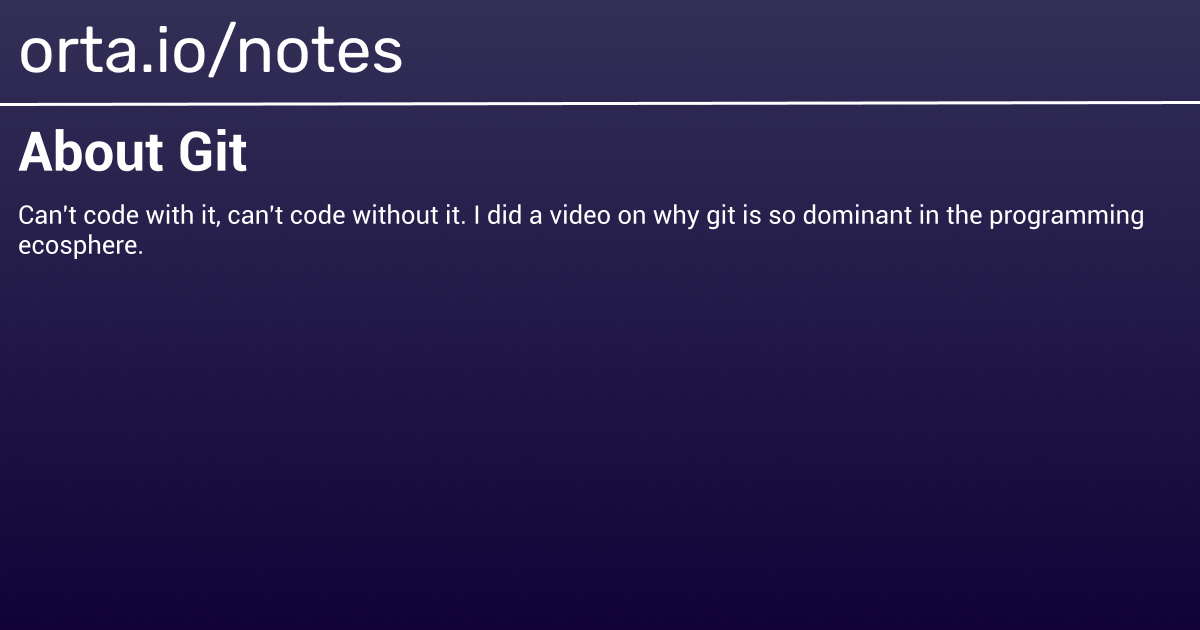 orta.io/notes
About Git
Can't code with it, can't code without it. I did a video on why git is so dominant in the programming
ecosphere.